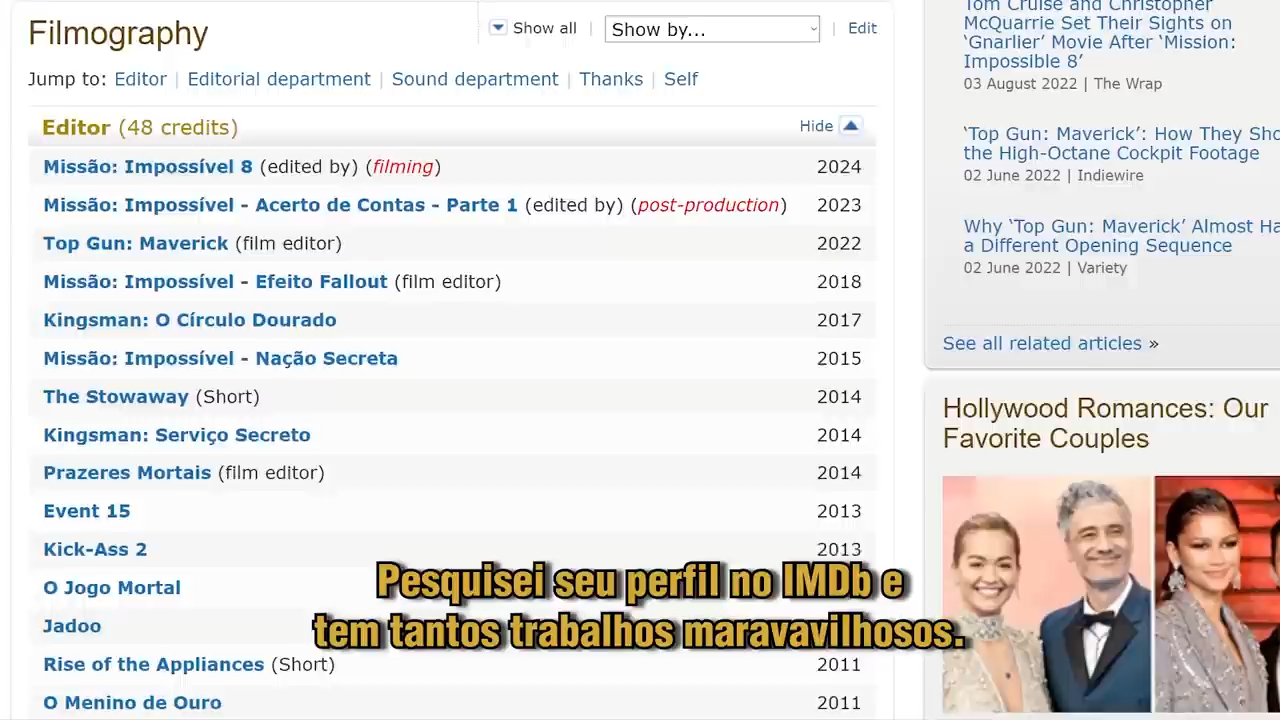 Filmography
Show all | Show by... | Edit
Jump to: Editor | Editorial department | Sound department | Thanks | Self
Editor (48 credits) Hide
Missão: Impossível 8 (edited by) (filming) 2024
Missão: Impossível - Acerto de Contas - Parte 1 (edited by) (post-production) 2023
Top Gun: Maverick (film editor) 2022
Missão: Impossível - Efeito Fallout (film editor) 2018
Kingsman: O Círculo Dourado 2017
Missão: Impossível - Nação Secreta 2015
The Stowaway (Short) 2014
Kingsman: Serviço Secreto 2014
Prazeres Mortais (film editor) 2014
Event 15 2013
Kick-Ass 2 2013
O Jogo Mortal
Jadoo
Rise of the Appliances (Short) 2011
O Menino de Ouro 2011
Pesquisei seu perfil no IMDb e
tem tantos trabalhos maravavilhosos.
Tom Cruise and Christopher
McQuarrie Set Their Sights on
‘Gnarlier’ Movie After ‘Mission:
Impossible 8’
03 August 2022 | The Wrap
‘Top Gun: Maverick’: How They Sho
the High-Octane Cockpit Footage
02 June 2022 | Indiewire
Why ‘Top Gun: Maverick’ Almost Ha
a Different Opening Sequence
02 June 2022 | Variety
See all related articles »
Hollywood Romances: Our
Favorite Couples